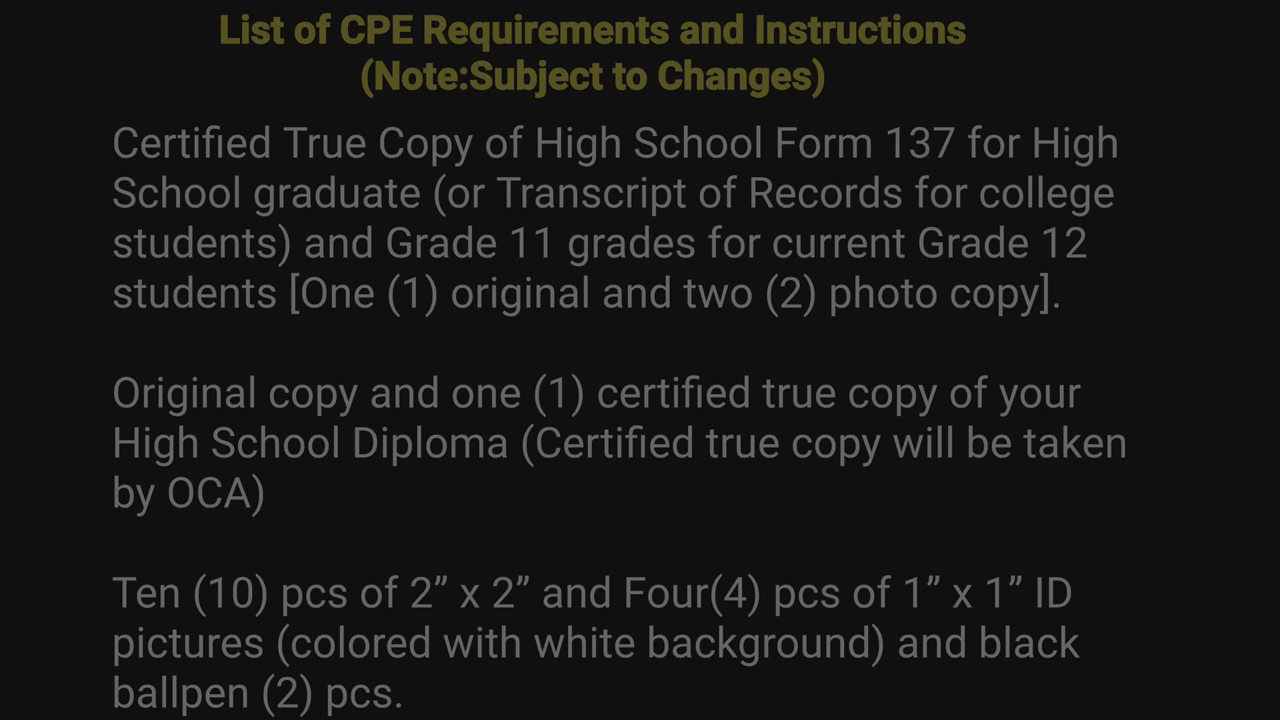 List of CPE Requirements and Instructions
(Note:Subject to Changes)
Certified True Copy of High School Form 137 for High
School graduate (or Transcript of Records for college
students) and Grade 11 grades for current Grade 12
students [One (1) original and two (2) photo copy].
Original copy and one (1) certified true copy of your
High School Diploma (Certified true copy will be taken
by OCA)
Ten (10) pcs of 2” x 2” and Four(4) pcs of 1” x 1” ID
pictures (colored with white background) and black
ballpen (2) pcs.